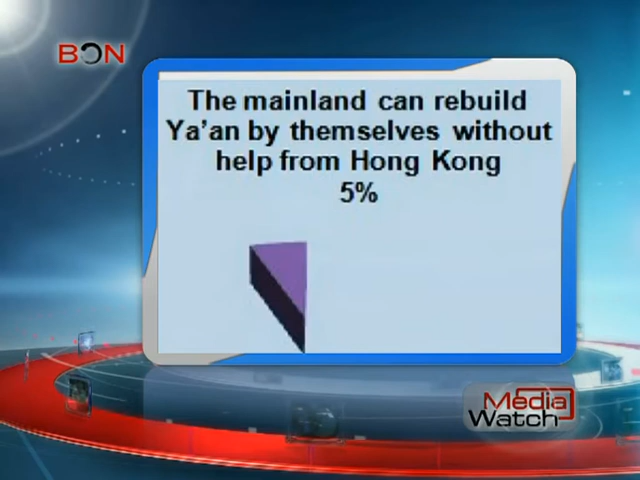 BON
The mainland can rebuild
Ya’an by themselves without
help from Hong Kong
5%
Media
Watch